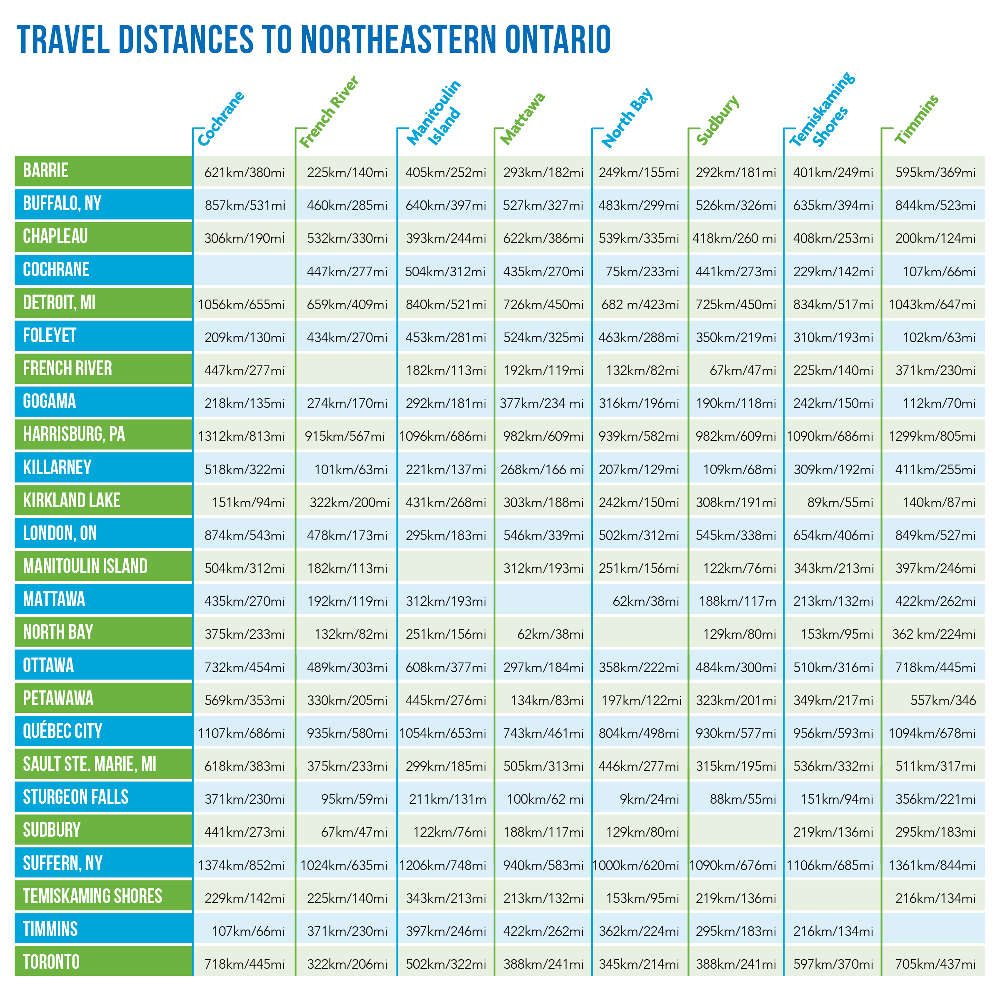 TRAVEL DISTANCES TO NORTHEASTERN ONTARIO
Cochrane French River Manitoulin Island Mattawa North Bay Sudbury Temiskaming Shores Timmins
BARRIE 621km/380mi 225km/140mi 405km/252mi 293km/182mi 249km/155mi 292km/181mi 401km/249mi 595km/369mi
BUFFALO, NY 857km/531mi 460km/285mi 640km/397mi 527km/327mi 483km/299mi 526km/326mi 635km/394mi 844km/523mi
CHAPLEAU 306km/190mi 532km/330mi 393km/244mi 622km/386mi 539km/335mi 418km/260 mi 408km/253mi 200km/124mi
COCHRANE 447km/277mi 504km/312mi 435km/270mi 75km/233mi 441km/273mi 229km/142mi 107km/66mi
DETROIT, MI 1056km/655mi 659km/409mi 840km/521mi 726km/450mi 682 m/423mi 725km/450mi 834km/517mi 1043km/647mi
FOLEYET 209km/130mi 434km/270mi 453km/281mi 524km/325mi 463km/288mi 350km/219mi 310km/193mi 102km/63mi
FRENCH RIVER 447km/277mi 182km/113mi 192km/119mi 132km/82mi 67km/47mi 225km/140mi 371km/230mi
GOGAMA 218km/135mi 274km/170mi 292km/181mi 377km/234 mi 316km/196mi 190km/118mi 242km/150mi 112km/70mi
HARRISBURG, PA 1312km/813mi 915km/567mi 1096km/686mi 982km/609mi 939km/582mi 982km/609mi 1090km/686mi 1299km/805mi
KILLARNEY 518km/322mi 101km/63mi 221km/137mi 268km/166 mi 207km/129mi 109km/68mi 309km/192mi 411km/255mi
KIRKLAND LAKE 151km/94mi 322km/200mi 431km/268mi 303km/188mi 242km/150mi 308km/191mi 89km/55mi 140km/87mi
LONDON, ON 874km/543mi 478km/173mi 295km/183mi 546km/339mi 502km/312mi 545km/338mi 654km/406mi 849km/527mi
MANITOULIN ISLAND 504km/312mi 182km/113mi 312km/193mi 251km/156mi 122km/76mi 343km/213mi 397km/246mi
MATTAWA 435km/270mi 192km/119mi 312km/193mi 62km/38mi 188km/117m 213km/132mi 422km/262mi
NORTH BAY 375km/233mi 132km/82mi 251km/156mi 62km/38mi 129km/80mi 153km/95mi 362 km/224mi
OTTAWA 732km/454mi 489km/303mi 608km/377mi 297km/184mi 358km/222mi 484km/300mi 510km/316mi 718km/445mi
PETAWAWA 569km/353mi 330km/205mi 445km/276mi 134km/83mi 197km/122mi 323km/201mi 349km/217mi 557km/346
QUÉBEC CITY 1107km/686mi 935km/580mi 1054km/653mi 743km/461mi 804km/498mi 930km/577mi 956km/593mi 1094km/678mi
SAULT STE. MARIE, MI 618km/383mi 375km/233mi 299km/185mi 505km/313mi 446km/277mi 315km/195mi 536km/332mi 511km/317mi
STURGEON FALLS 371km/230mi 95km/59mi 211km/131m 100km/62 mi 9km/24mi 88km/55mi 151km/94mi 356km/221mi
SUDBURY 441km/273mi 67km/47mi 122km/76mi 188km/117mi 129km/80mi 219km/136mi 295km/183mi
SUFFERN, NY 1374km/852mi 1024km/635mi 1206km/748mi 940km/583mi 1000km/620mi 1090km/676mi 1106km/685mi 1361km/844mi
TEMISKAMING SHORES 229km/142mi 225km/140mi 343km/213mi 213km/132mi 153km/95mi 219km/136mi 216km/134mi
TIMMINS 107km/66mi 371km/230mi 397km/246mi 422km/262mi 362km/224mi 295km/183mi 216km/134mi
TORONTO 718km/445mi 322km/206mi 502km/322mi 388km/241mi 345km/214mi 388km/241mi 597km/370mi 705km/437mi